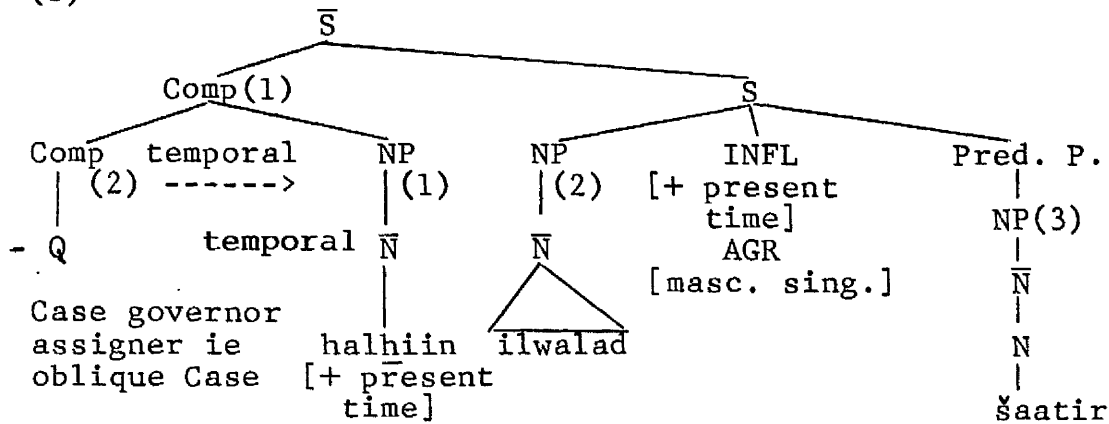 S̅
Comp(1) S
Comp temporal NP NP INFL Pred. P.
(2) ------> (1) (2) [+ present
time] NP(3)
- Q temporal N̅ N̅ AGR
[masc. sing.] N̅
Case governor
assigner ie halhiin ilwalad N
oblique Case [+ present
time] šaatir